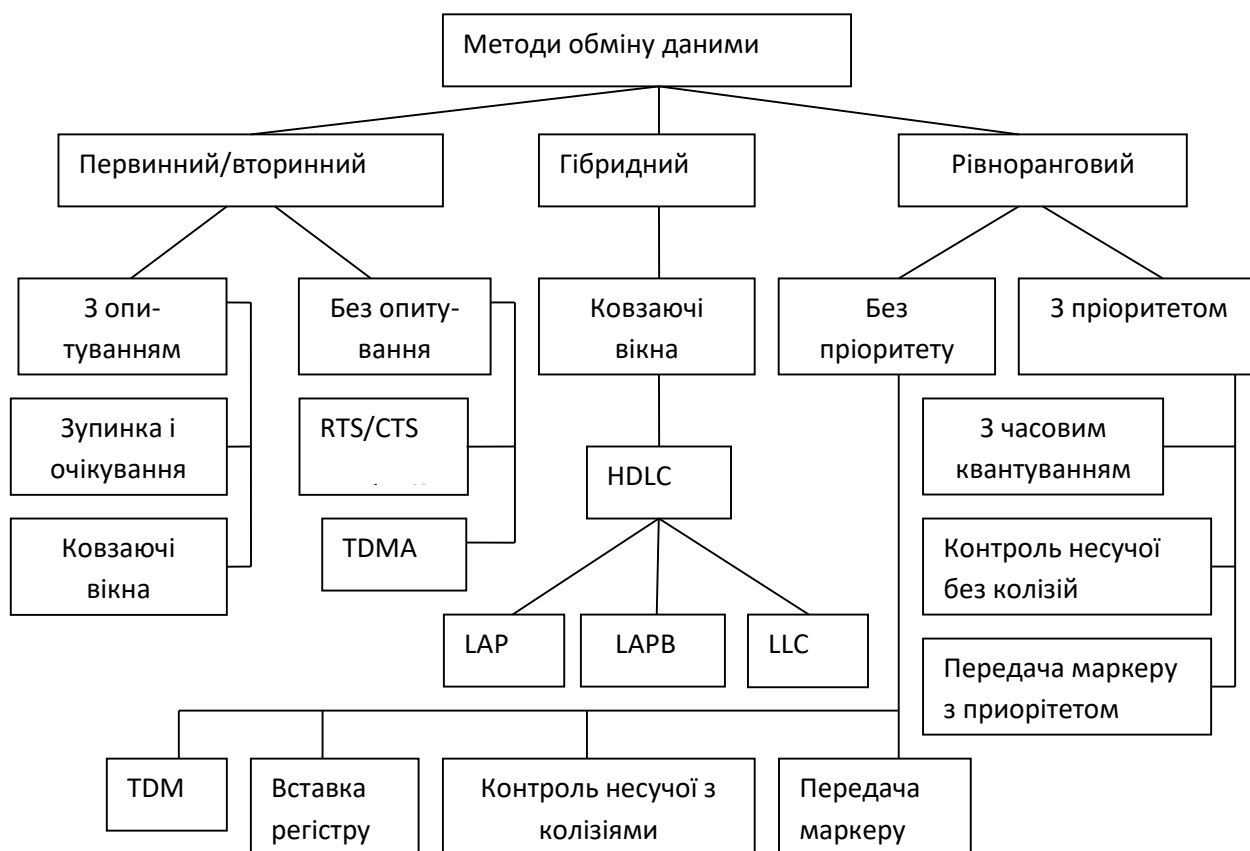 Методи обміну даними
Первинний/вторинний
Гібридний
Рівноранговий
З опи-
туванням
Без опиту-
вання
Ковзаючі
вікна
Без
пріоритету
З пріоритетом
Зупинка і
очікування
RTS/CTS
HDLC
З часовим
квантуванням
Ковзаючі
вікна
TDMA
Контроль несучої
без колізій
LAP
LAPB
LLC
Передача маркеру
з приорітетом
TDM
Вставка
регістру
Контроль несучої з
колізіями
Передача
маркеру